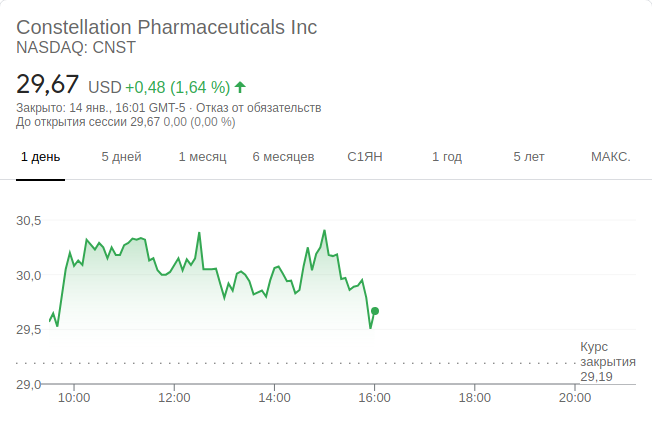 Constellation Pharmaceuticals Inc
NASDAQ: CNST
29,67 USD +0,48 (1,64 %)
Закрыто: 14 янв., 16:01 GMT-5 · Отказ от обязательств
До открытия сессии 29,67 0,00 (0,00 %)
1 день 5 дней 1 месяц 6 месяцев С1ЯН 1 год 5 лет МАКС.
30,5
30,0
29,5
Курс
закрытия
29,19
29,0
10:00 12:00 14:00 16:00 18:00 20:00